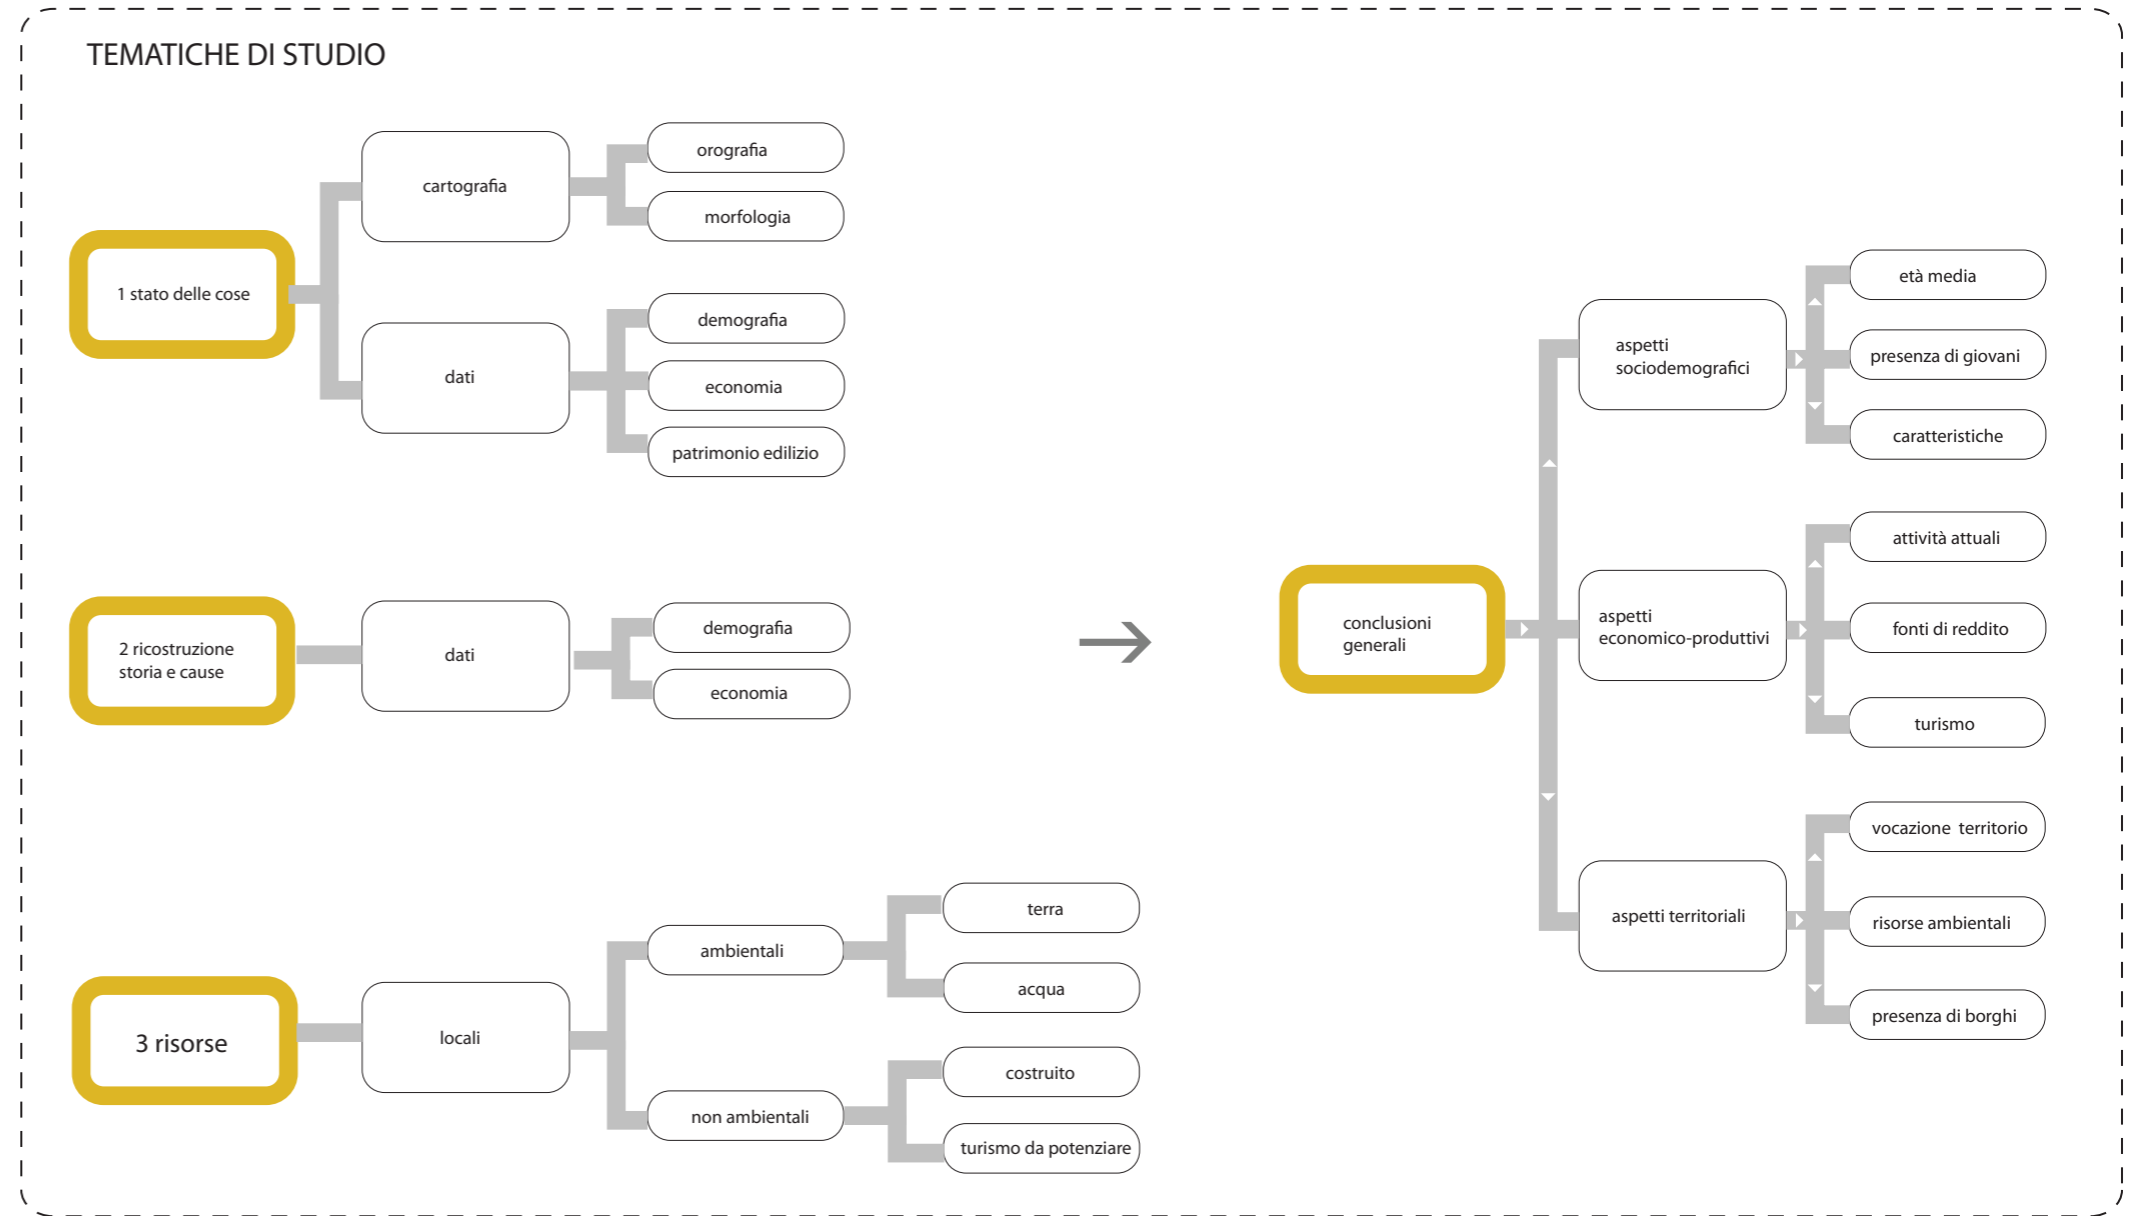 TEMATICHE DI STUDIO
1 stato delle cose
cartografia
orografia
morfologia
dati
demografia
economia
patrimonio edilizio
2 ricostruzione
storia e cause
dati
demografia
economia
3 risorse
locali
ambientali
terra
acqua
non ambientali
costruito
turismo da potenziare
conclusioni
generali
aspetti
sociodemografici
età media
presenza di giovani
caratteristiche
aspetti
economico-produttivi
attività attuali
fonti di reddito
turismo
aspetti territoriali
vocazione territorio
risorse ambientali
presenza di borghi